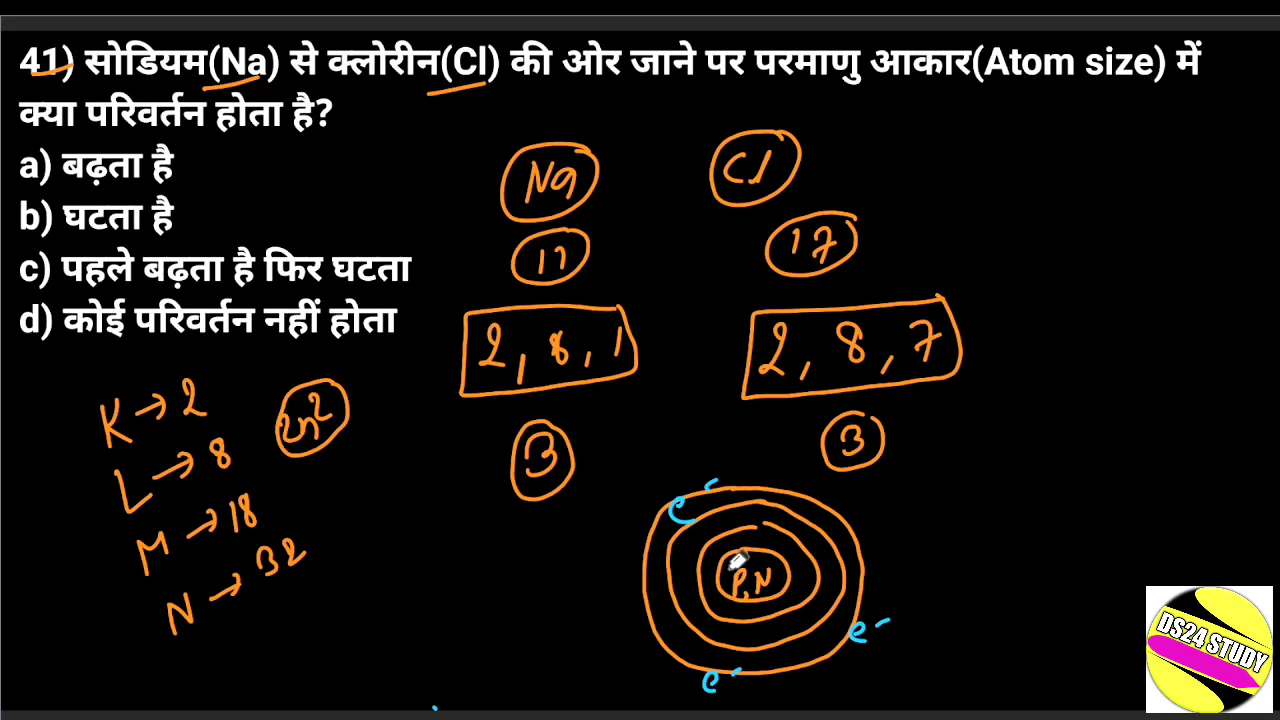 41) सोडियम(Na) से क्लोरीन(Cl) की ओर जाने पर परमाणु आकार(Atom size) में
क्या परिवर्तन होता है?
a) बढ़ता है
b) घटता है
c) पहले बढ़ता है फिर घटता
d) कोई परिवर्तन नहीं होता
Na
Cl
11
17
2, 8, 1
2, 8, 7
3
3
K → 2
2n²
L → 8
M → 18
N → 32
e⁻
P, N
e⁻
e⁻
DS24 STUDY